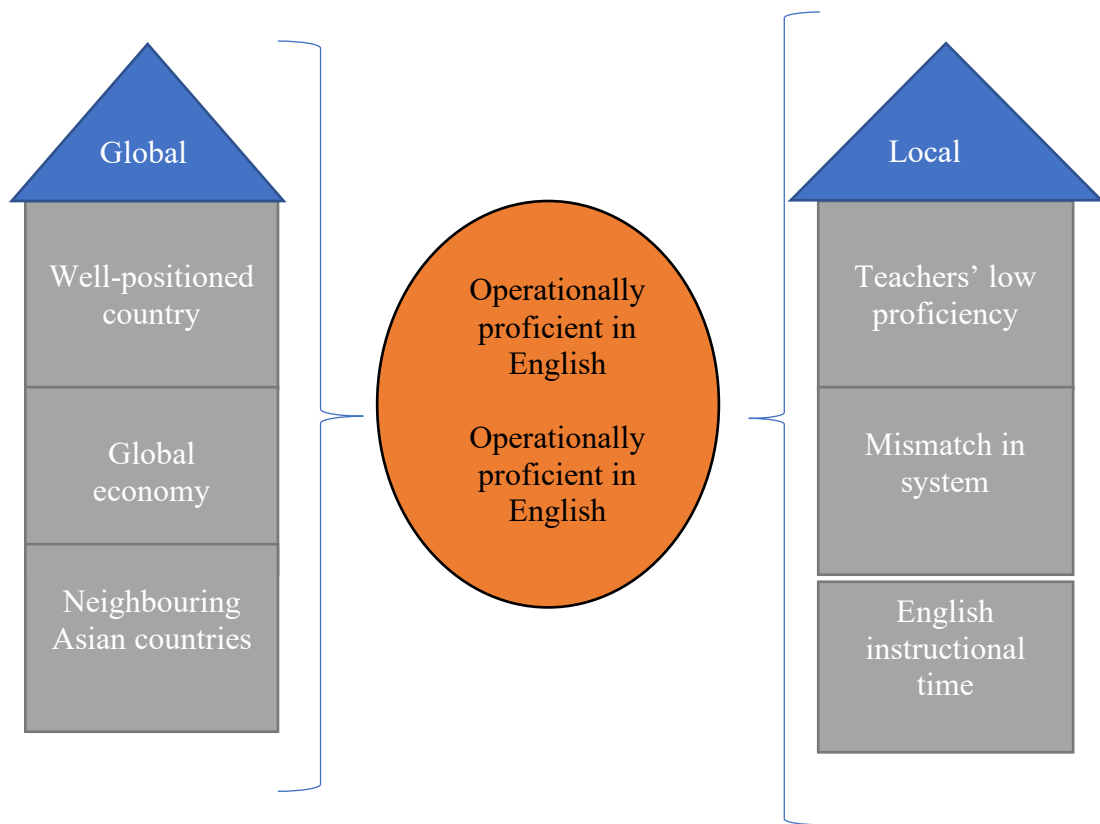 Global
Well-positioned
country
Global
economy
Neighbouring
Asian countries
Operationally
proficient in
English
Operationally
proficient in
English
Local
Teachers’ low
proficiency
Mismatch in
system
English
instructional
time